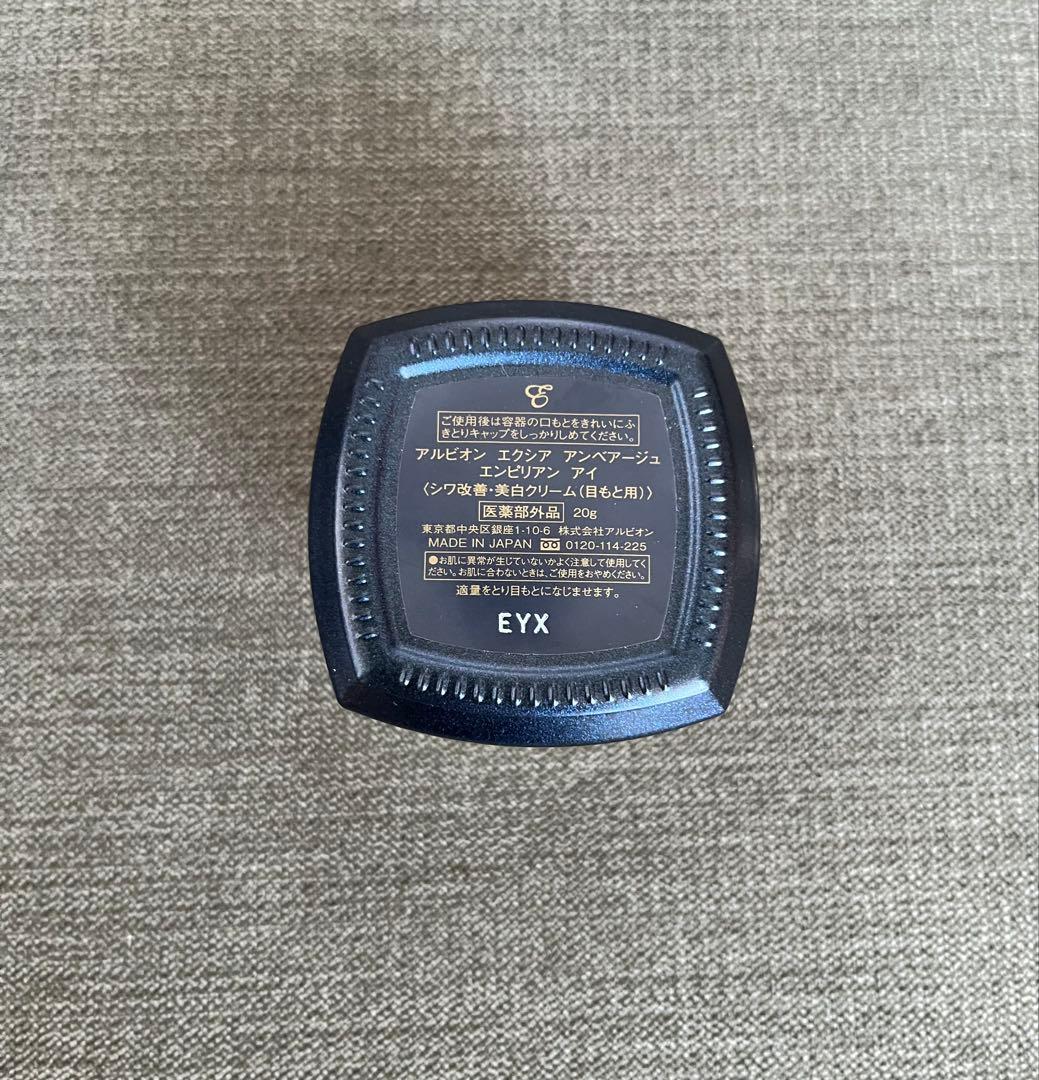 ご使用後は容器の口もとをきれいにふ
きとりキャップをしっかりしめてください。
アルビオン エクシア アンベアージュ
エンピリアン アイ
〈シワ改善・美白クリーム(目もと用)〉
医薬部外品 20g
東京都中央区銀座1-10-6 株式会社アルビオン
MADE IN JAPAN 0120-114-225
●お肌に異常が生じていないかよく注意して使用してく
ださい。お肌に合わないときは、ご使用をおやめください。
適量をとり目もとになじませます。
EYX